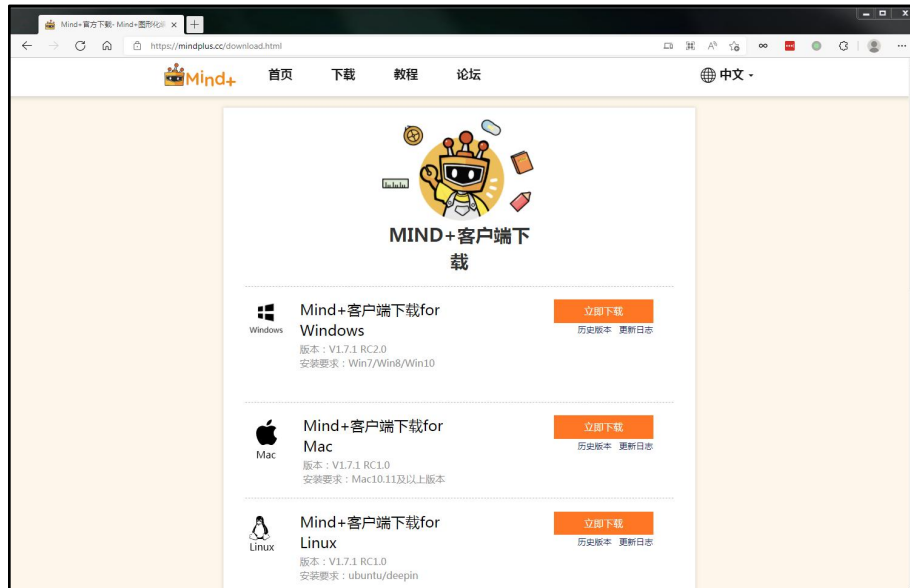 Mind+官方下载- Mind+图形化编
https://mindplus.cc/download.html
Mind+ 首页 下载 教程 论坛 中文
MIND+客户端下
载
Windows
Mind+客户端下载for
Windows
版本：V1.7.1 RC2.0
安装要求：Win7/Win8/Win10
立即下载
历史版本 更新日志
Mac
Mind+客户端下载for
Mac
版本：V1.7.1 RC1.0
安装要求：Mac10.11及以上版本
立即下载
历史版本 更新日志
Linux
Mind+客户端下载for
Linux
版本：V1.7.1 RC1.0
安装要求：ubuntu/deepin
立即下载
历史版本 更新日志